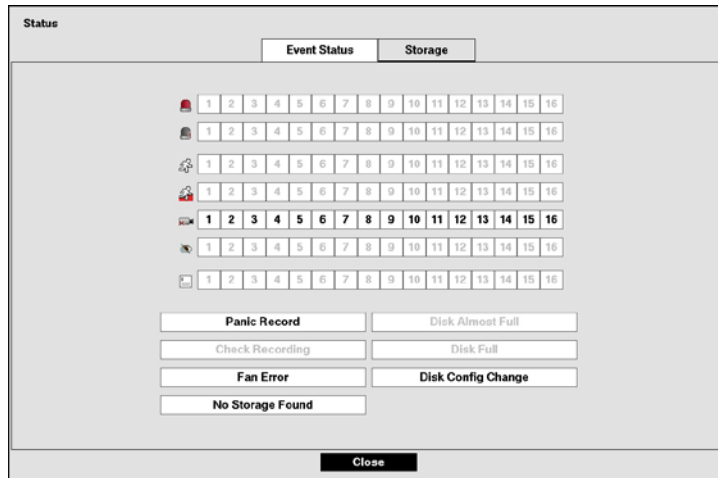 Status
Event Status Storage
1 2 3 4 5 6 7 8 9 10 11 12 13 14 15 16
1 2 3 4 5 6 7 8 9 10 11 12 13 14 15 16
1 2 3 4 5 6 7 8 9 10 11 12 13 14 15 16
1 2 3 4 5 6 7 8 9 10 11 12 13 14 15 16
1 2 3 4 5 6 7 8 9 10 11 12 13 14 15 16
1 2 3 4 5 6 7 8 9 10 11 12 13 14 15 16
1 2 3 4 5 6 7 8 9 10 11 12 13 14 15 16
Panic Record Disk Almost Full
Check Recording Disk Full
Fan Error Disk Config Change
No Storage Found
Close